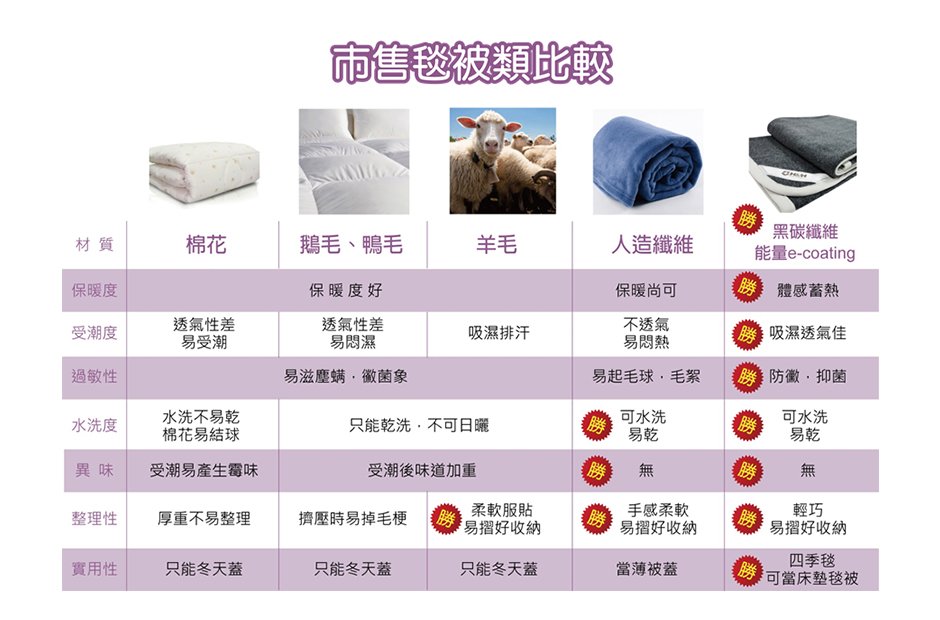 市售毯被類比較
材 質
棉花
鵝毛、鴨毛
羊毛
人造纖維
勝
黑碳纖維
能量e-coating
保暖度
保 暖 度 好
保暖尚可
勝
體感蓄熱
受潮度
透氣性差
易受潮
透氣性差
易悶濕
吸濕排汗
不透氣
易悶熱
勝
吸濕透氣佳
過敏性
易滋塵螨，黴菌象
易起毛球，毛絮
勝
防黴，抑菌
水洗度
水洗不易乾
棉花易結球
只能乾洗，不可日曬
勝
可水洗
易乾
勝
可水洗
易乾
異 味
受潮易產生霉味
受潮後味道加重
勝
無
勝
無
整理性
厚重不易整理
擠壓時易掉毛梗
勝
柔軟服貼
易摺好收納
勝
手感柔軟
易摺好收納
勝
輕巧
易摺好收納
實用性
只能冬天蓋
只能冬天蓋
只能冬天蓋
當薄被蓋
勝
四季毯
可當床墊毯被